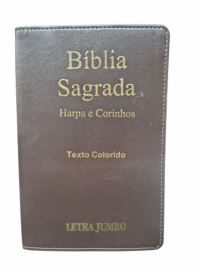 Bíblia
Sagrada
Harpa e Corinhos
Texto Colorido
LETRA JUMBO